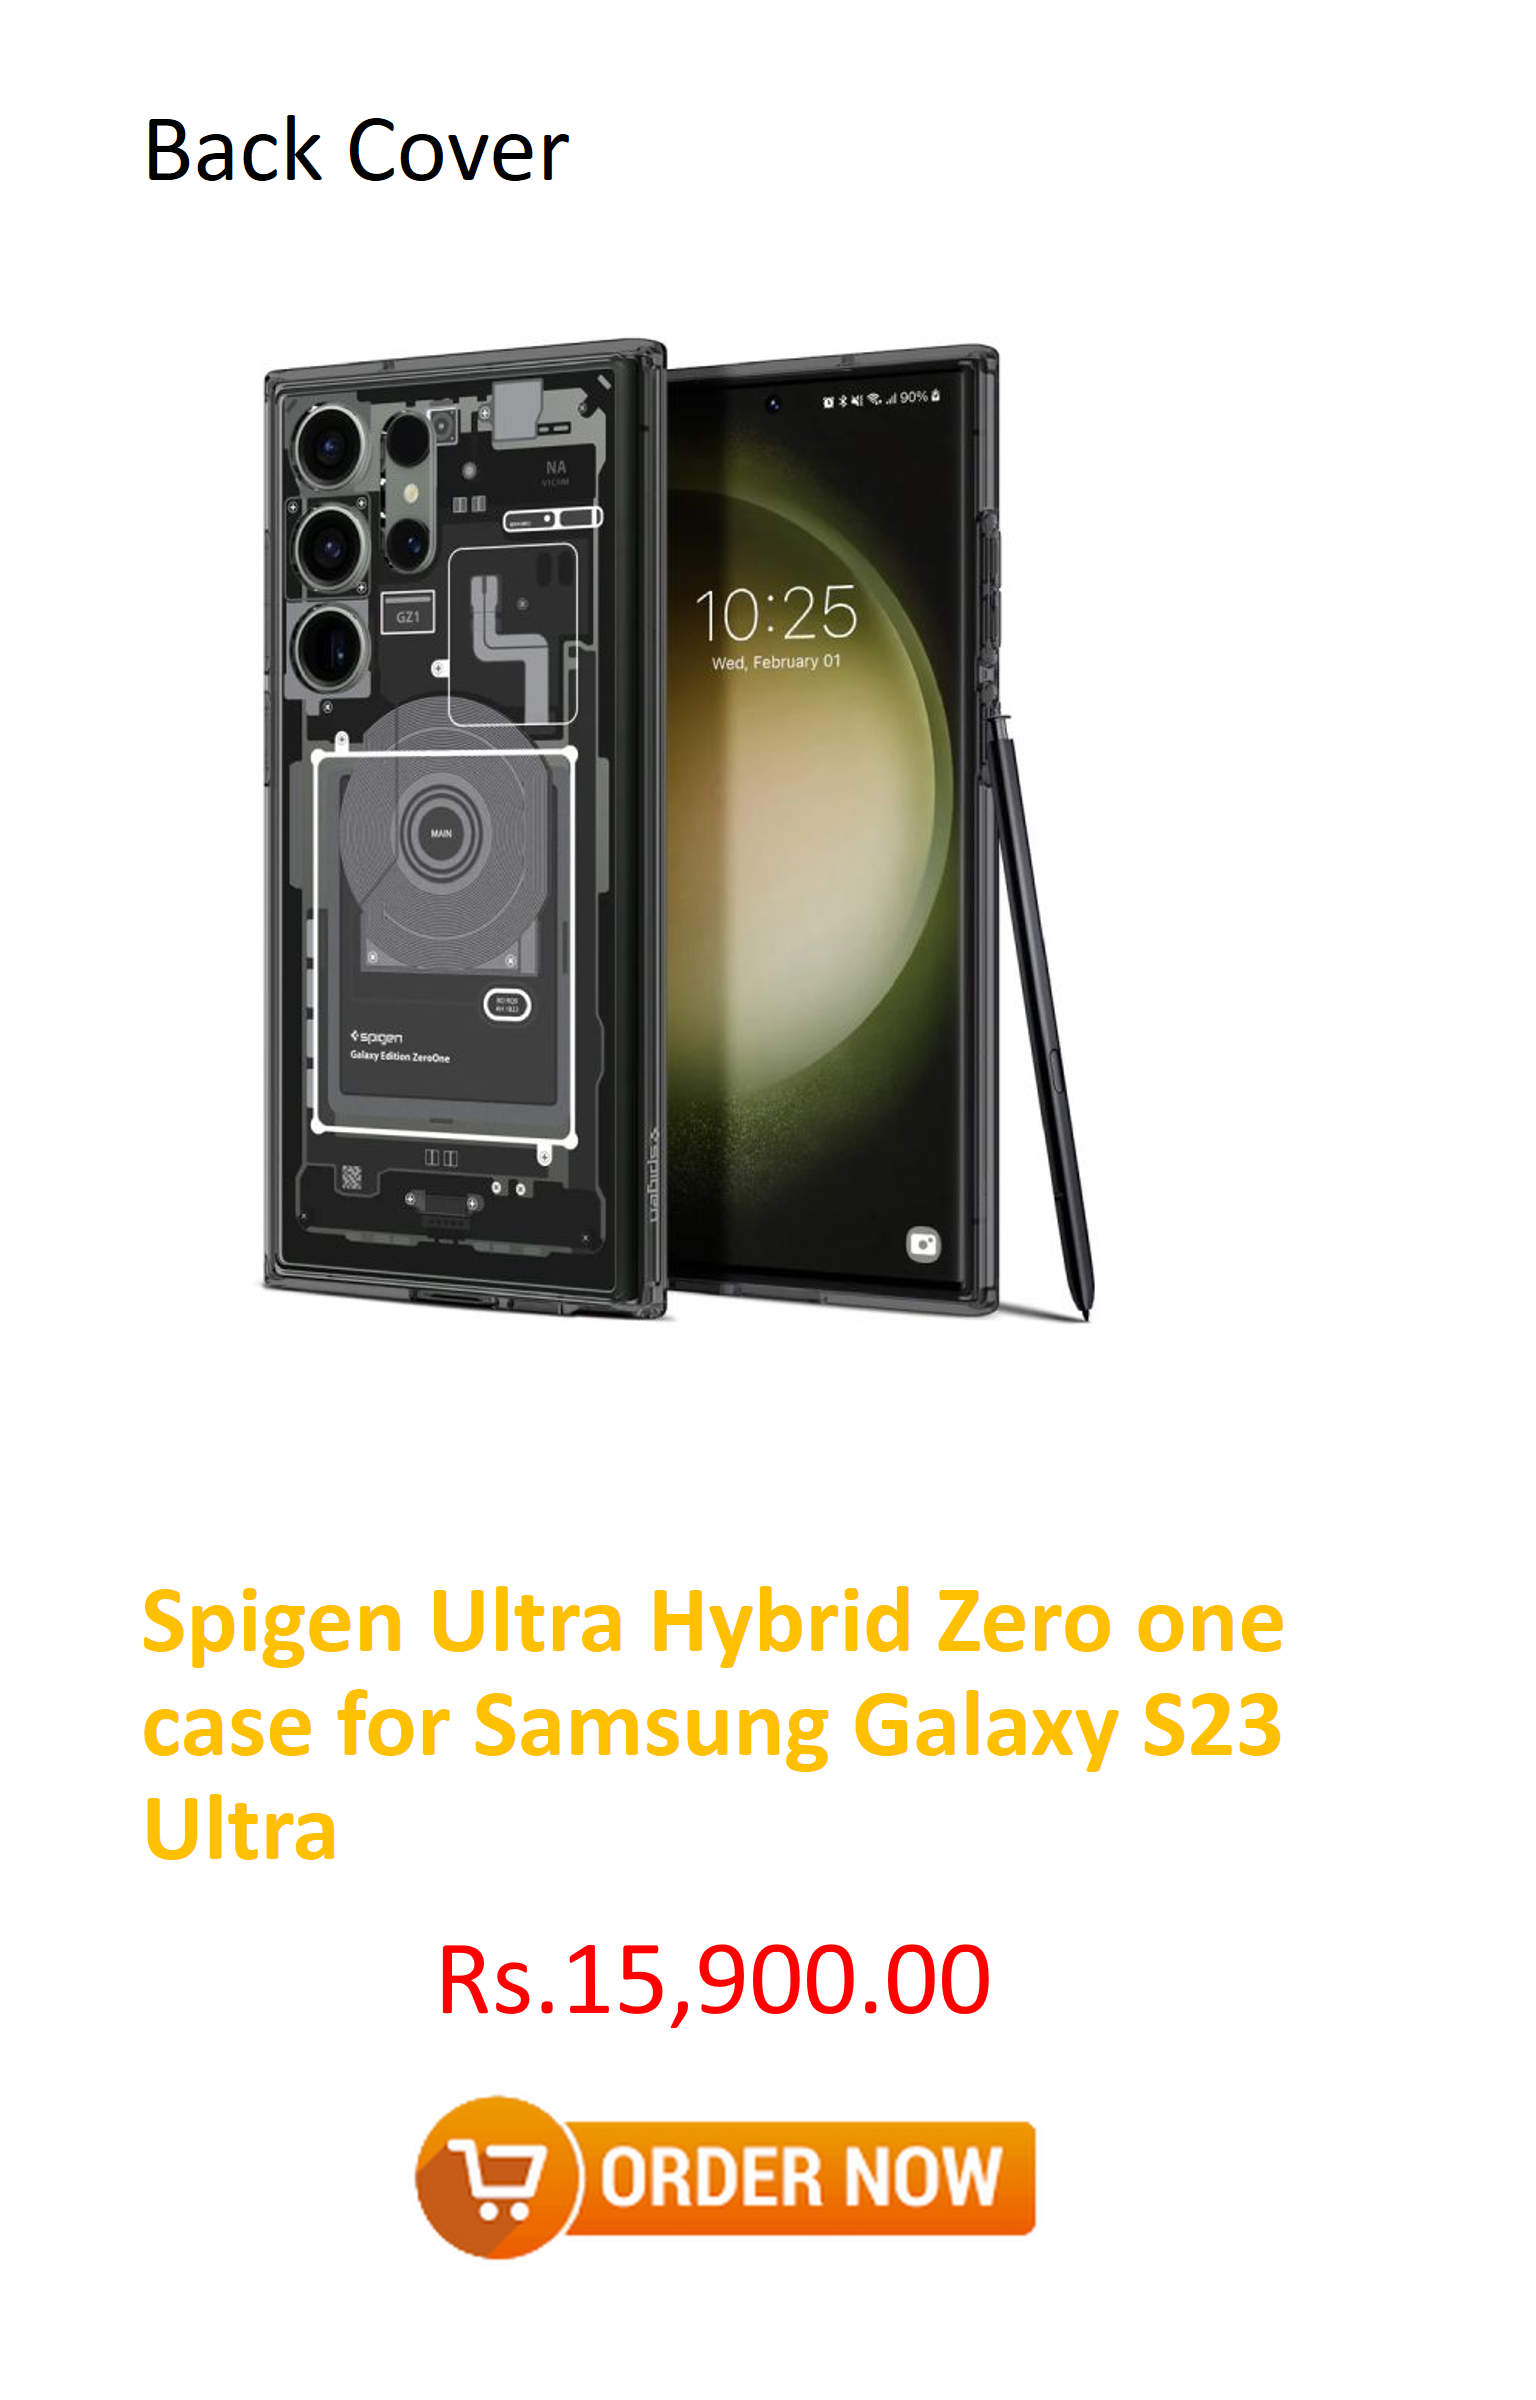 Back Cover
90%
NA
10:25
Wed, February 01
GZ1
MAIN
spigen
Galaxy Edition ZeroOne
spigen
Spigen Ultra Hybrid Zero one
case for Samsung Galaxy S23
Ultra
Rs.15,900.00
ORDER NOW